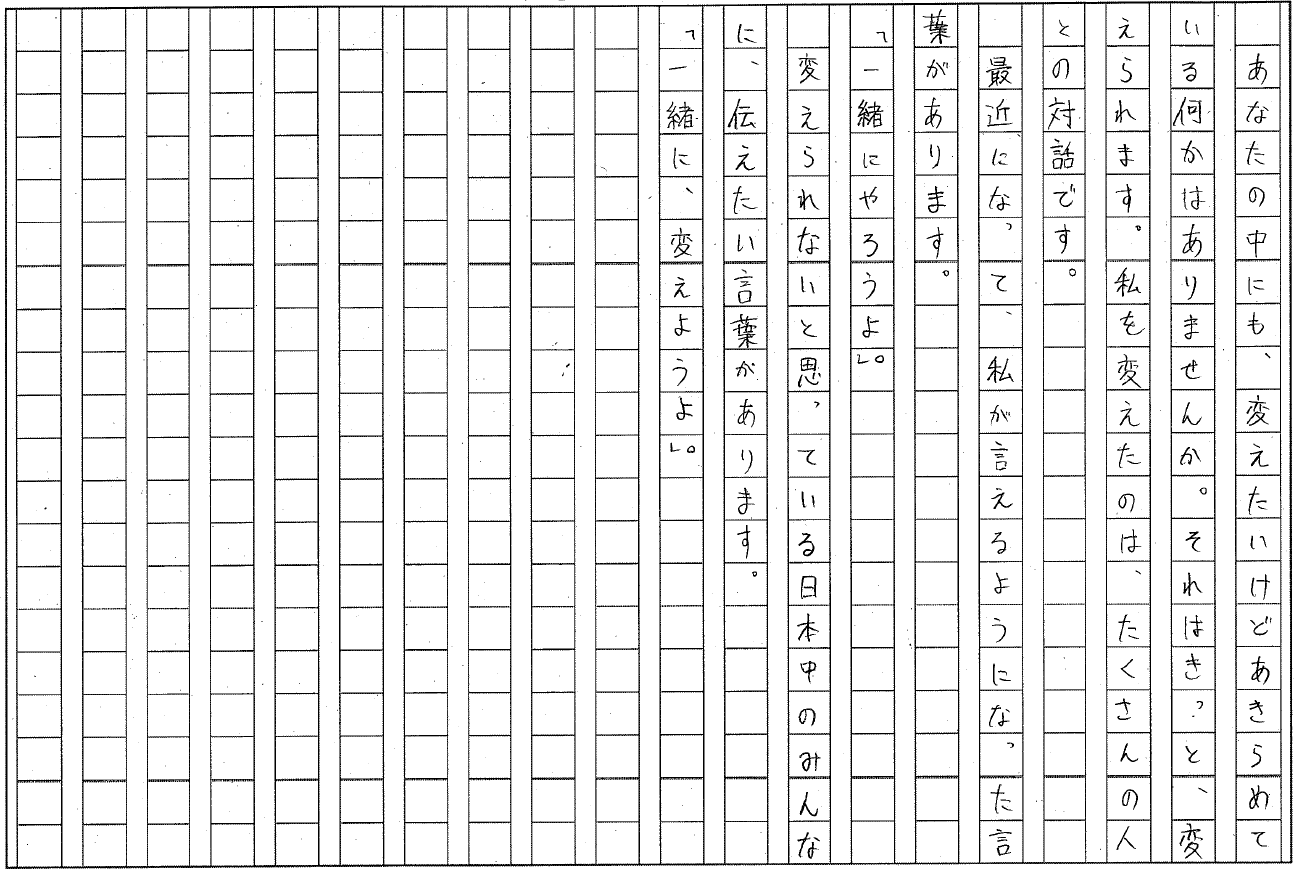 あなたの中にも、変えたいけどあきらめて
いる何かはありませんか。それはきっと、変
えられます。私を変えたのは、たくさんの人
との対話です。
　最近になって、私が言えるようになった言
葉があります。
「一緒にやろうよ」。
　変えられないと思っている日本中のみんな
に、伝えたい言葉があります。
「一緒に、変えようよ」。